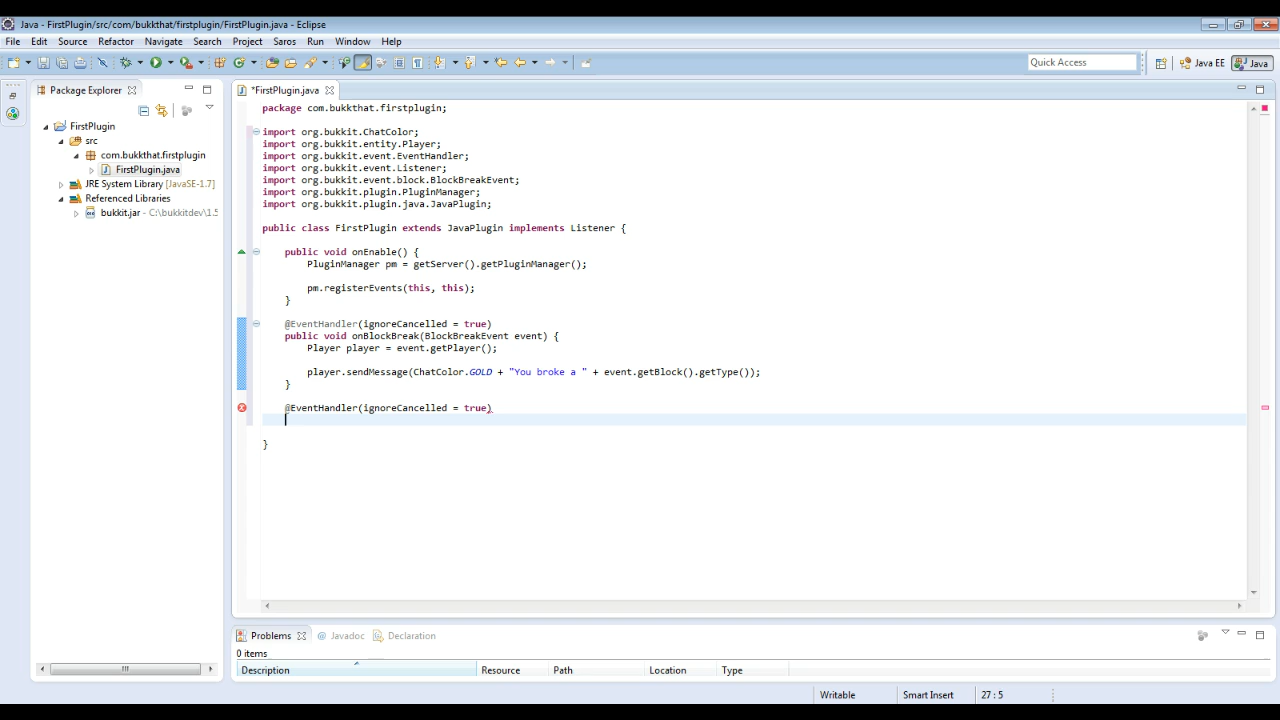 Java - FirstPlugin/src/com/bukkthat/firstplugin/FirstPlugin.java - Eclipse
File Edit Source Refactor Navigate Search Project Saros Run Window Help
Quick Access
Java EE
Java
Package Explorer
FirstPlugin
src
com.bukkthat.firstplugin
FirstPlugin.java
JRE System Library [JavaSE-1.7]
Referenced Libraries
bukkit.jar - C:\bukkitdev\1.5
*FirstPlugin.java
package com.bukkthat.firstplugin;
import org.bukkit.ChatColor;
import org.bukkit.entity.Player;
import org.bukkit.event.EventHandler;
import org.bukkit.event.Listener;
import org.bukkit.event.block.BlockBreakEvent;
import org.bukkit.plugin.PluginManager;
import org.bukkit.plugin.java.JavaPlugin;
public class FirstPlugin extends JavaPlugin implements Listener {
public void onEnable() {
PluginManager pm = getServer().getPluginManager();
pm.registerEvents(this, this);
}
@EventHandler(ignoreCancelled = true)
public void onBlockBreak(BlockBreakEvent event) {
Player player = event.getPlayer();
player.sendMessage(ChatColor.GOLD + "You broke a " + event.getBlock().getType());
}
@EventHandler(ignoreCancelled = true)
}
Problems @ Javadoc Declaration
0 items
Description Resource Path Location Type
Writable Smart Insert 27 : 5